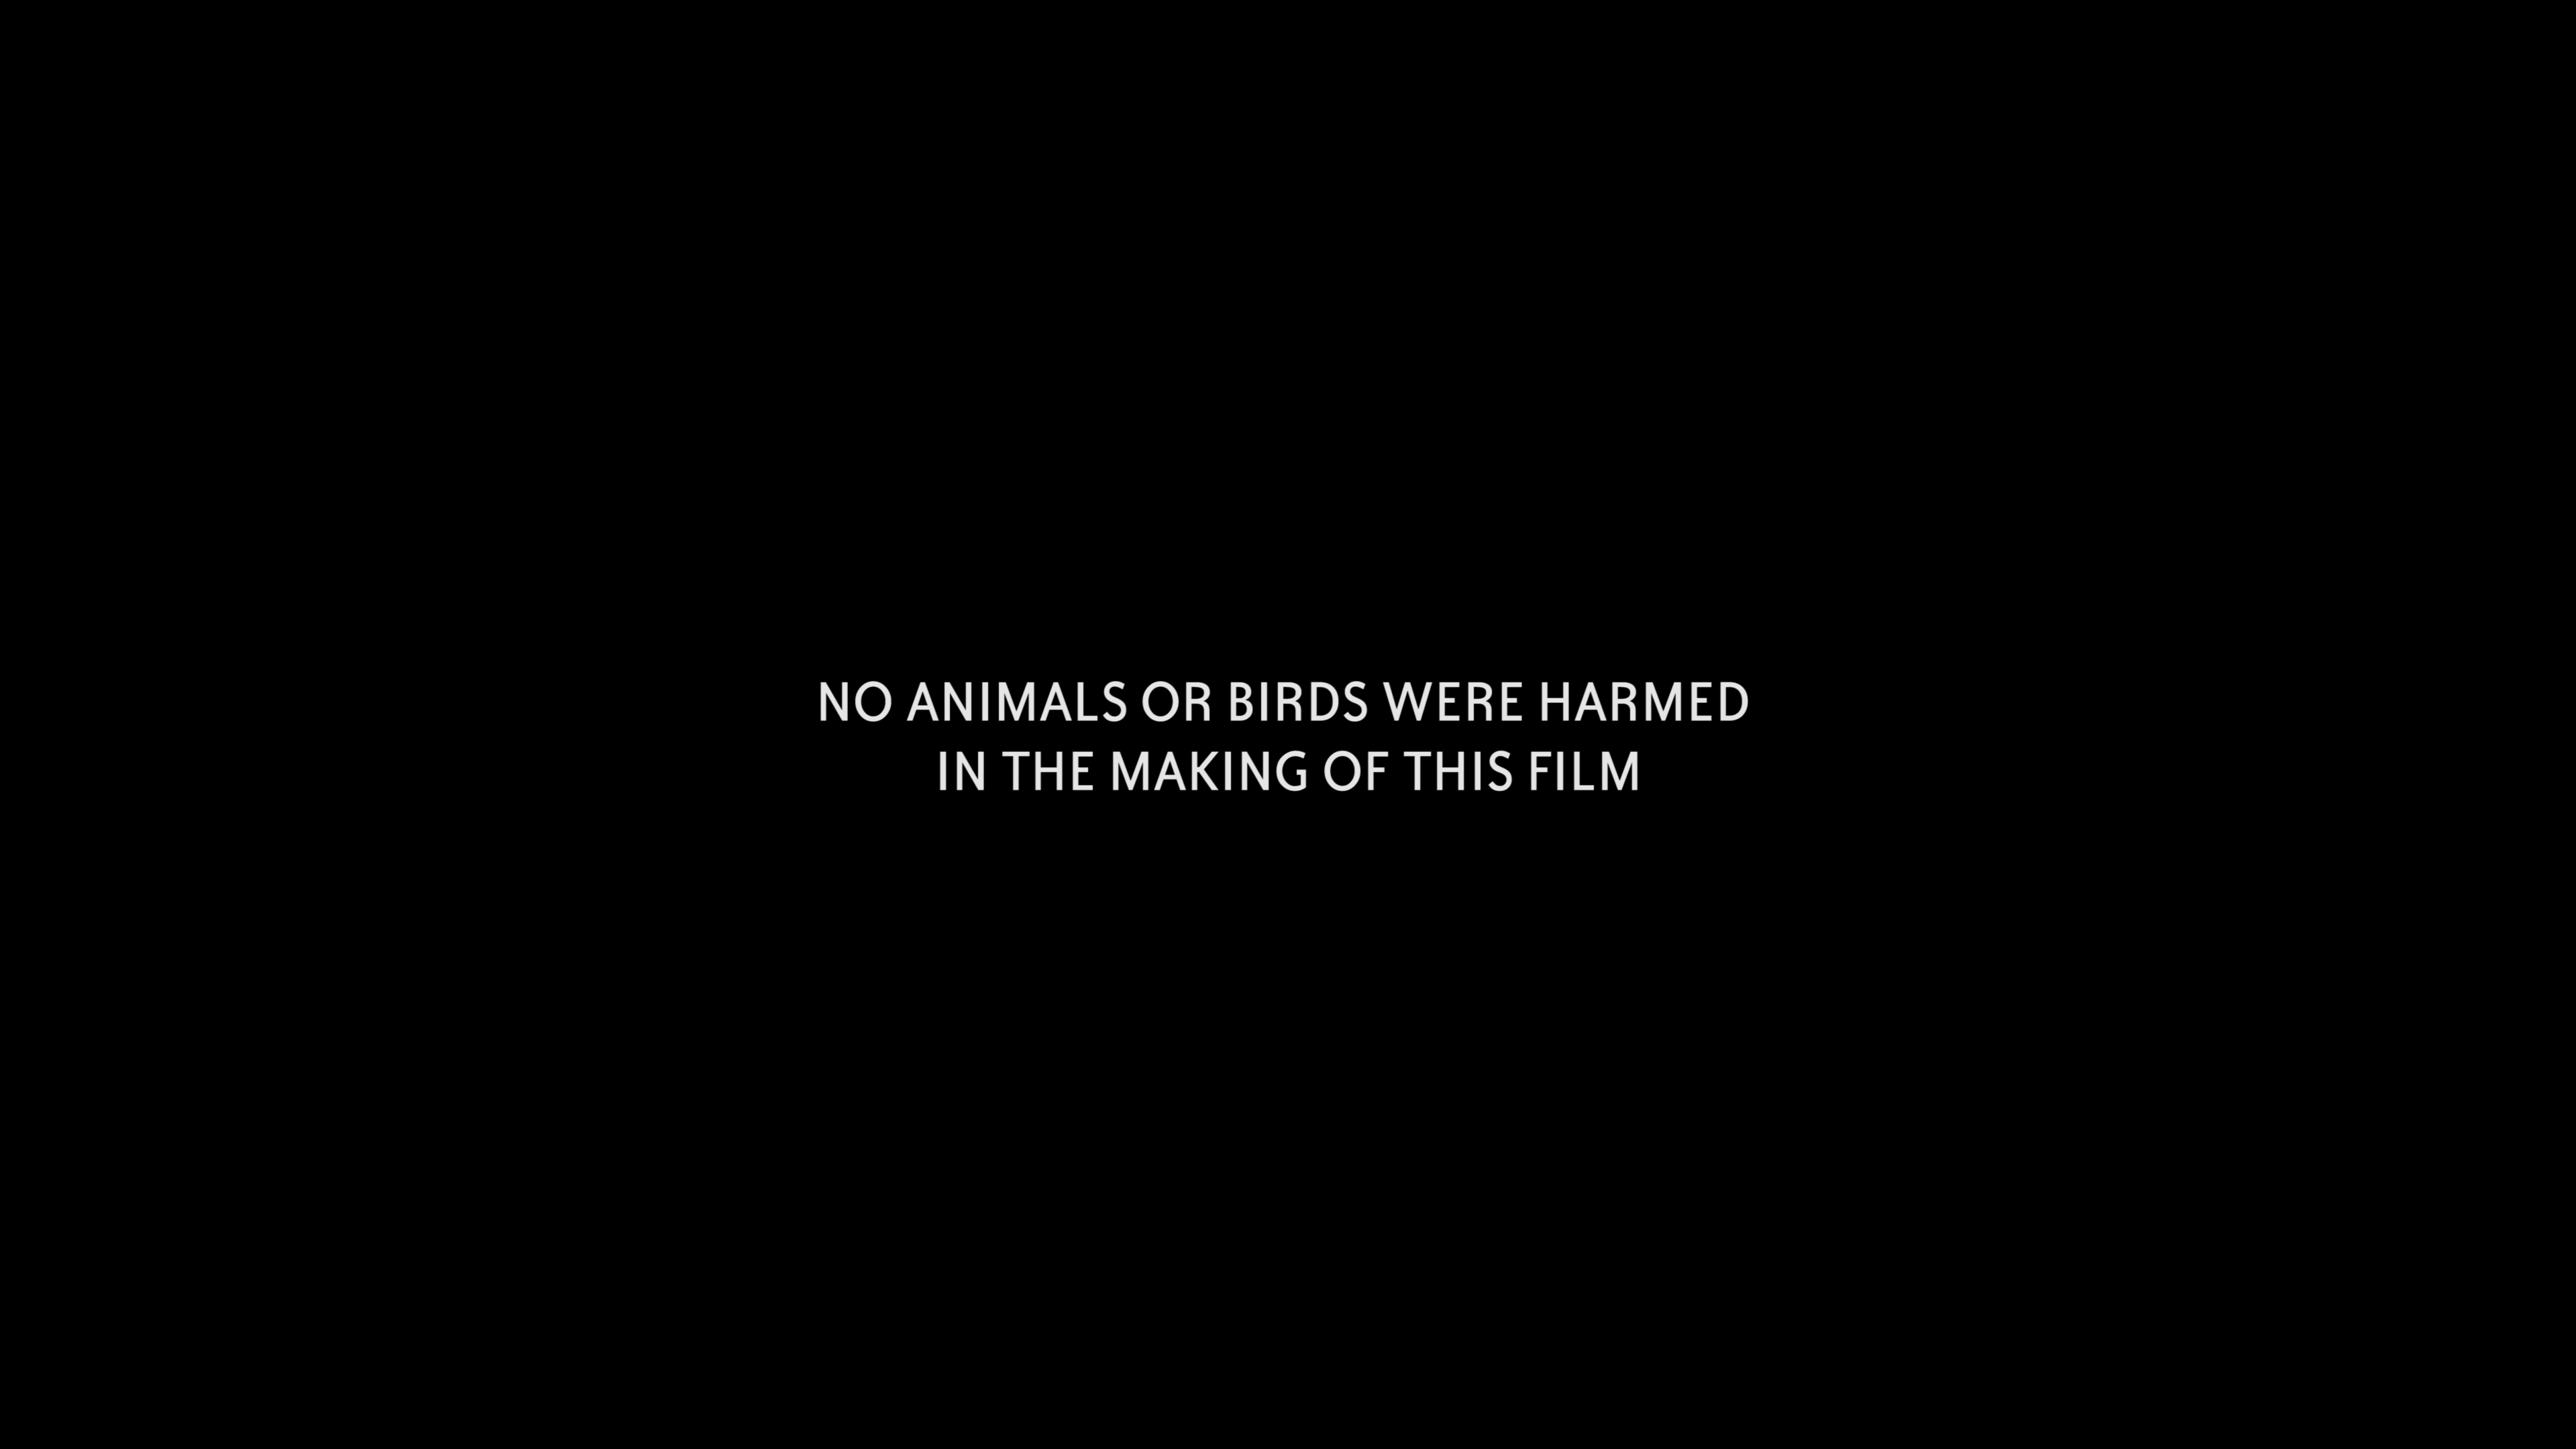 NO ANIMALS OR BIRDS WERE HARMED
IN THE MAKING OF THIS FILM